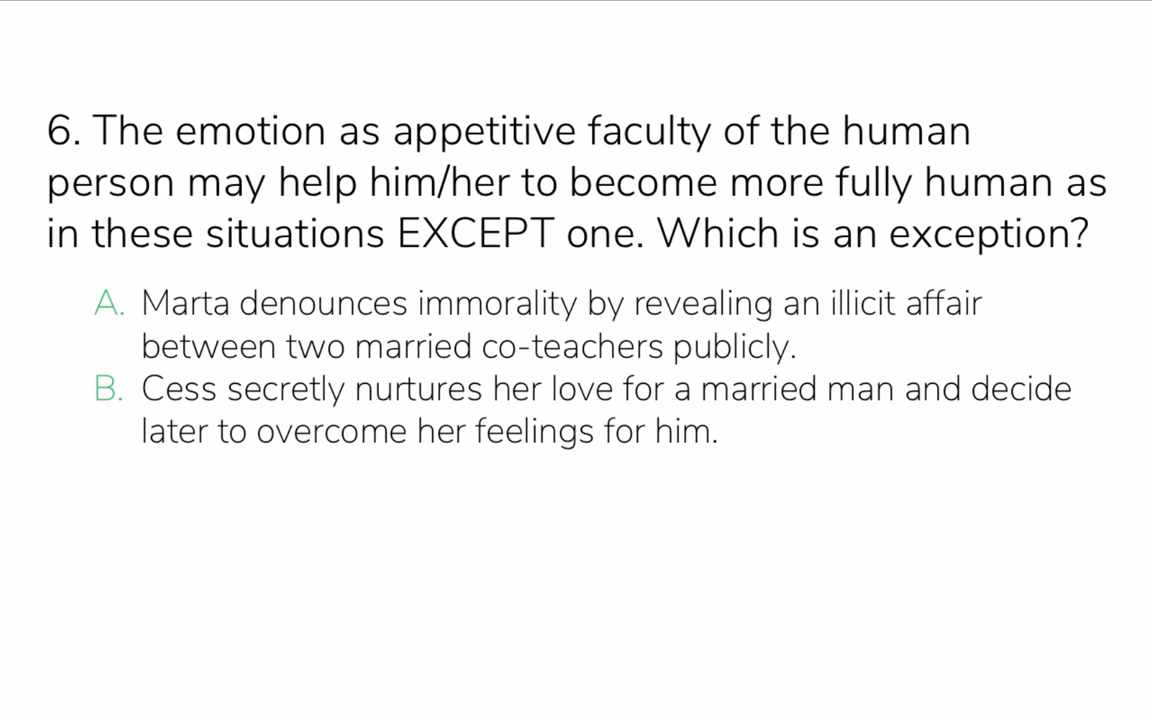 6. The emotion as appetitive faculty of the human
person may help him/her to become more fully human as
in these situations EXCEPT one. Which is an exception?
A. Marta denounces immorality by revealing an illicit affair
between two married co-teachers publicly.
B. Cess secretly nurtures her love for a married man and decide
later to overcome her feelings for him.